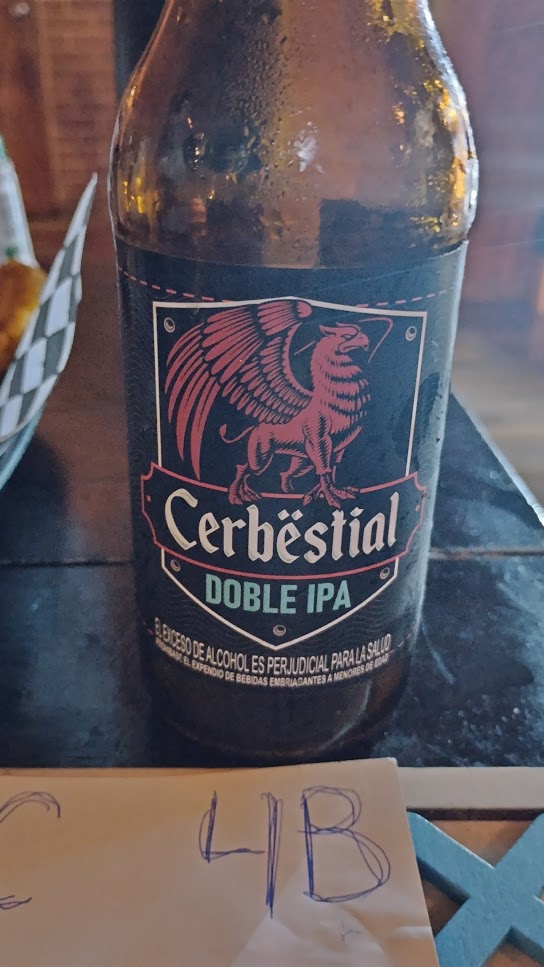 Cerbëstial
DOBLE IPA
EL EXCESO DE ALCOHOL ES PERJUDICIAL PARA LA SALUD
PROHÍBASE EL EXPENDIO DE BEBIDAS EMBRIAGANTES A MENORES DE EDAD
4B